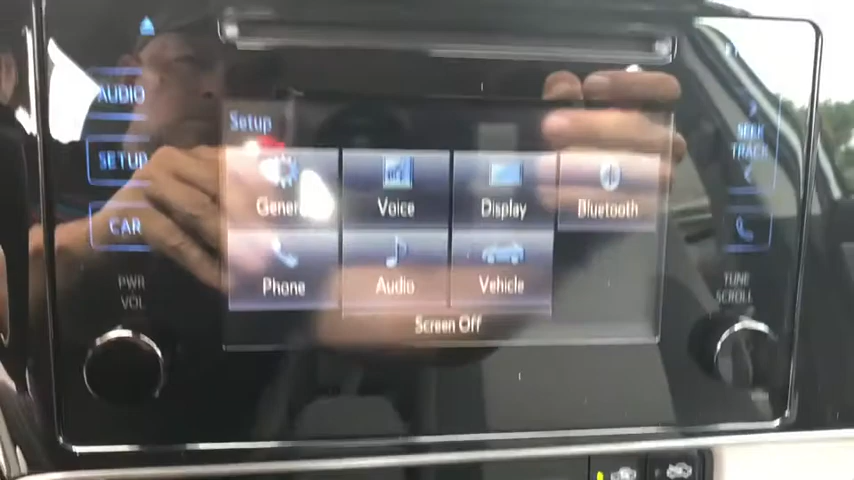 AUDIO
SETUP
CAR
PWR
VOL
Setup
General
Voice
Display
Bluetooth
Phone
Audio
Vehicle
Screen Off
SEEK
TRACK
TUNE
SCROLL